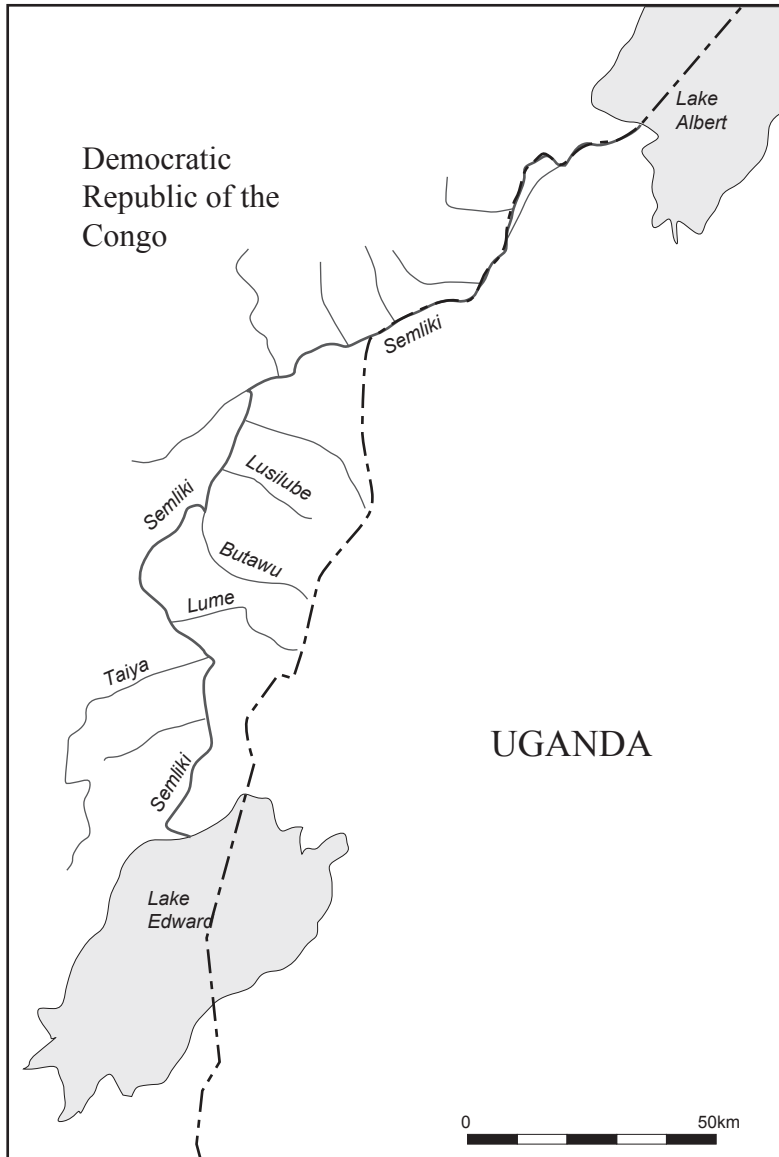 Lake
Albert
Democratic
Republic of the
Congo
Semliki
Lusilube
Semliki
Butawu
Lume
Taiya
UGANDA
Semliki
Lake
Edward
0 50km